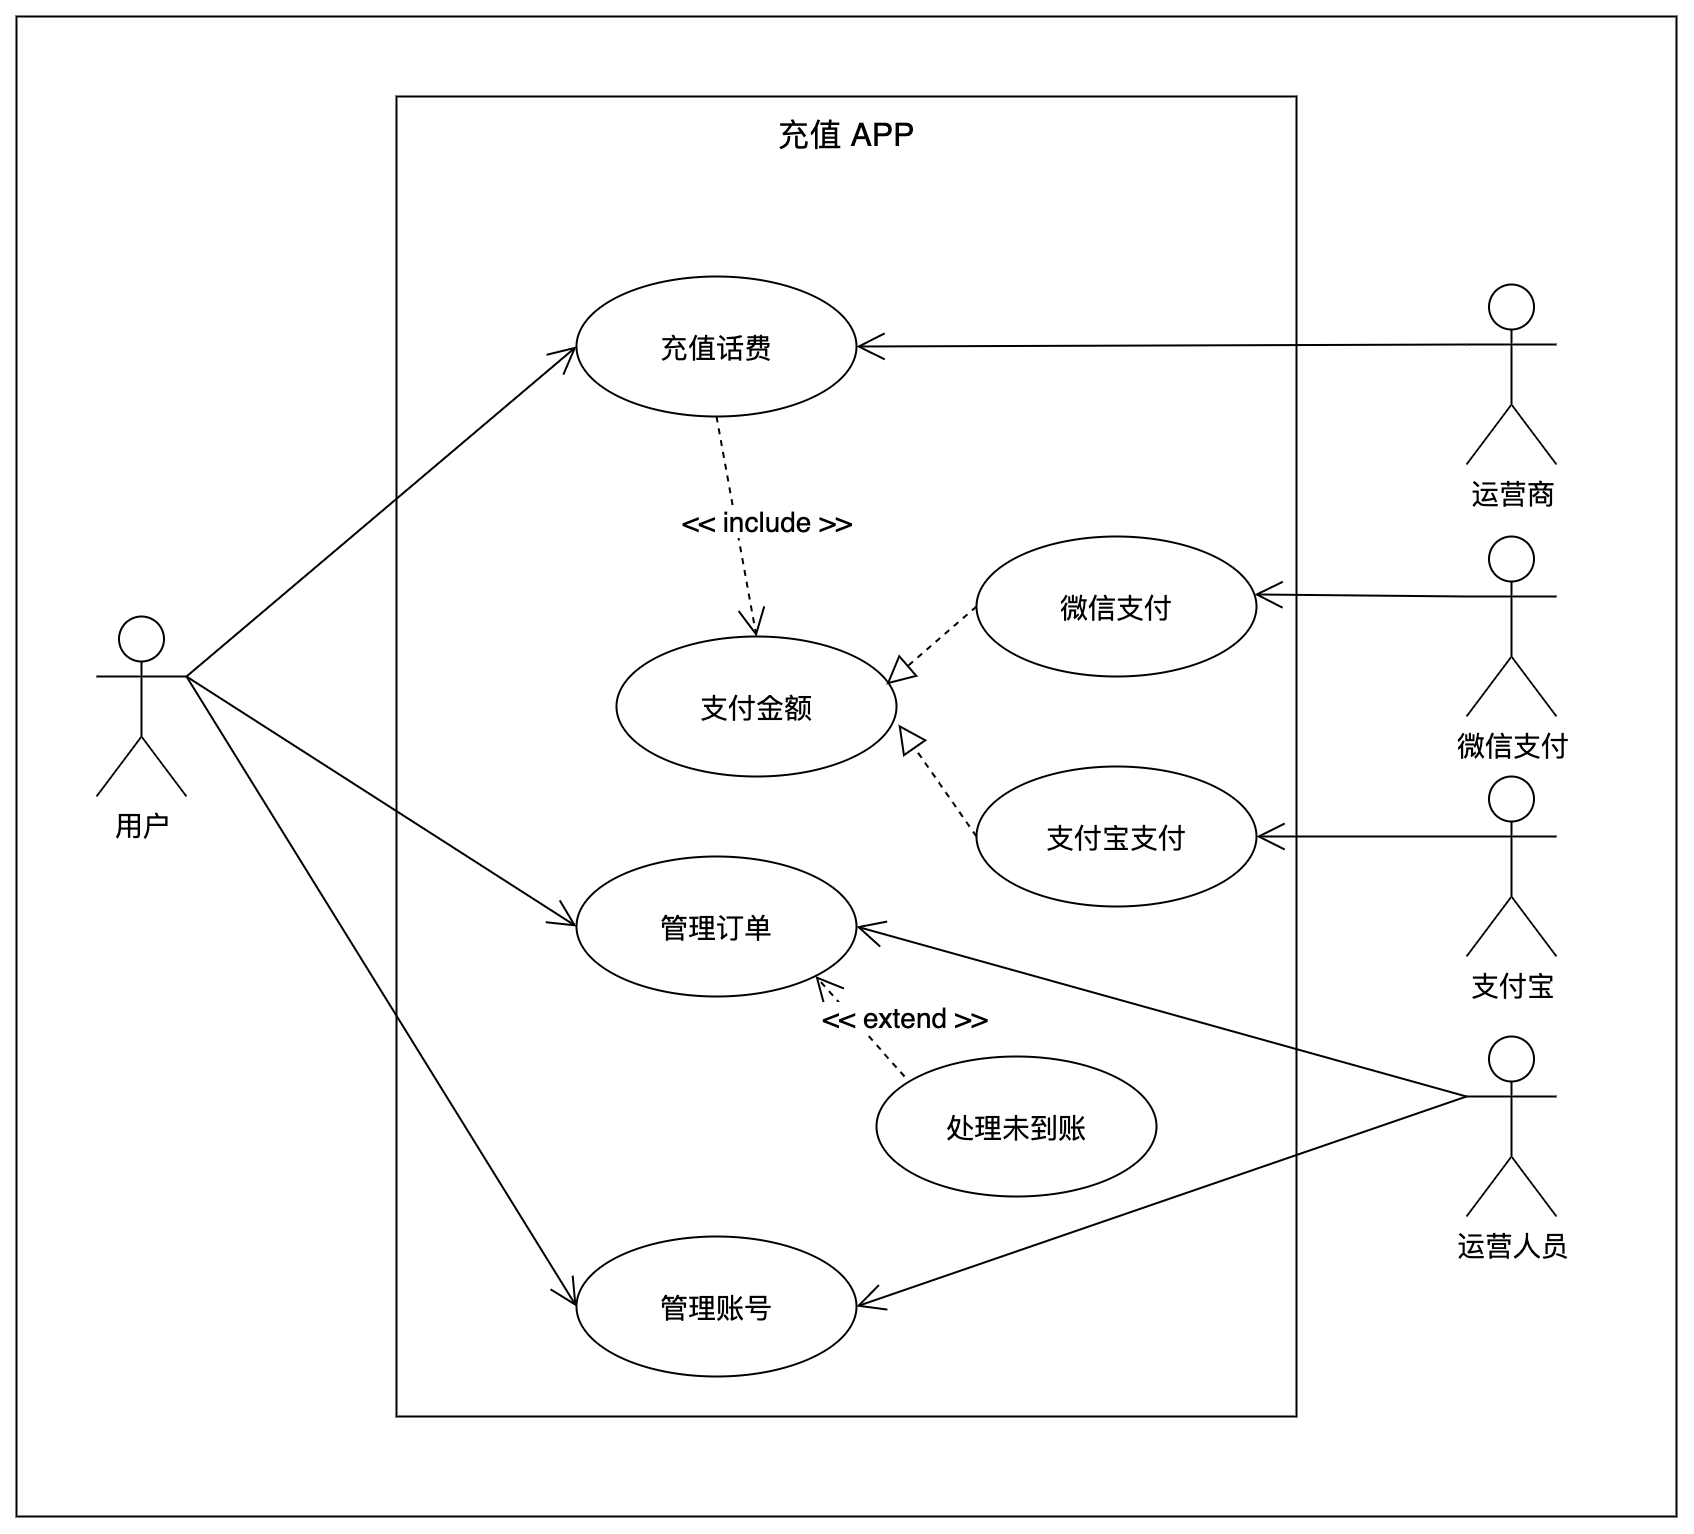 充值 APP
充值话费
运营商
<< include >>
微信支付
支付金额
微信支付
用户
支付宝支付
管理订单
支付宝
<< extend >>
处理未到账
运营人员
管理账号